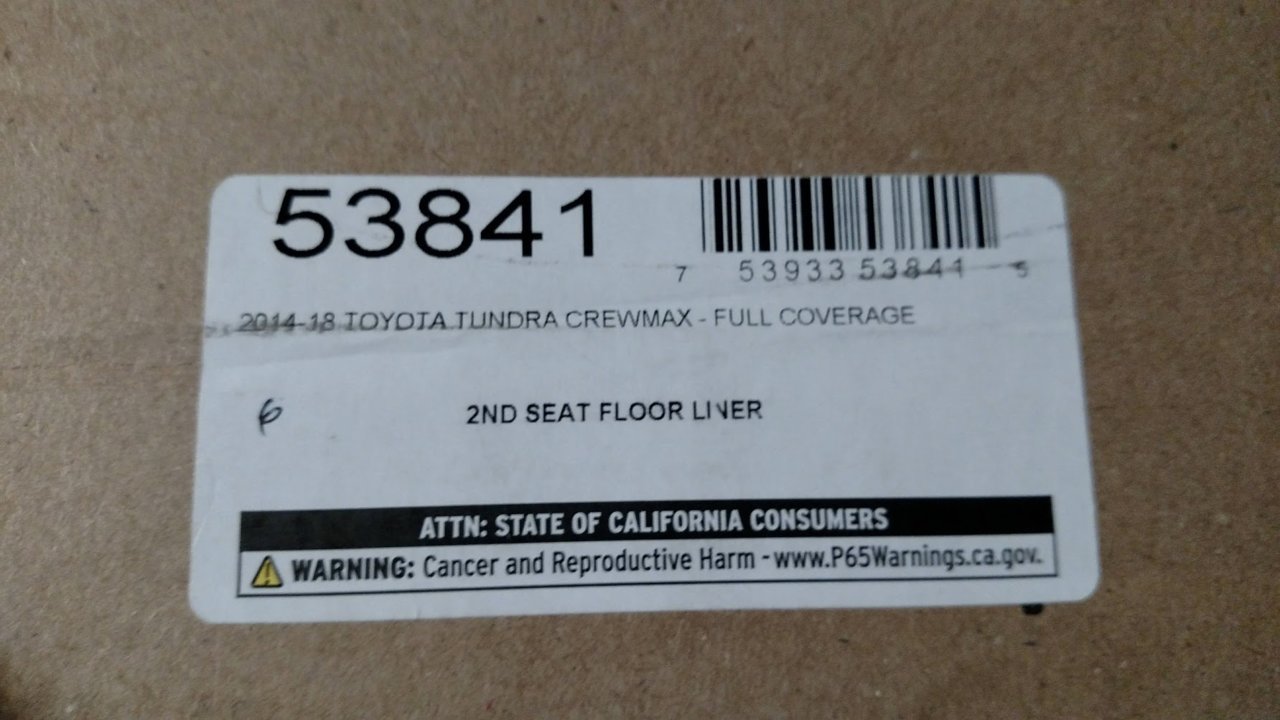 53841
7 53933 53841 5
2014-18 TOYOTA TUNDRA CREWMAX - FULL COVERAGE
6 2ND SEAT FLOOR LINER
ATTN: STATE OF CALIFORNIA CONSUMERS
WARNING: Cancer and Reproductive Harm - www.P65Warnings.ca.gov.